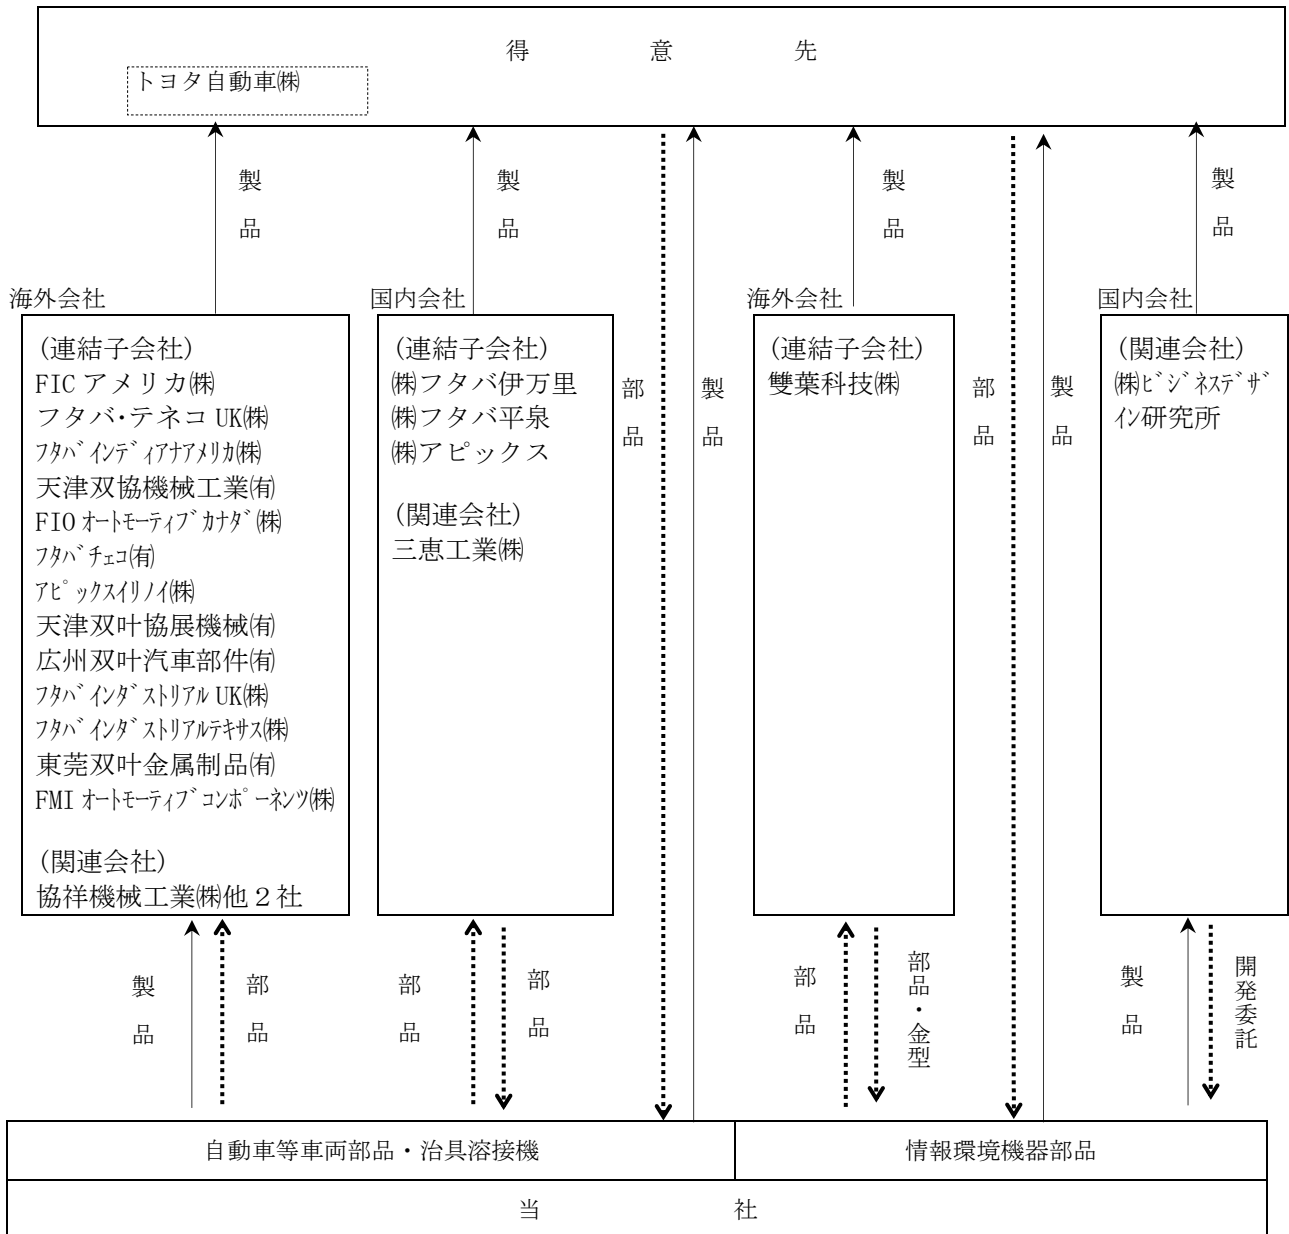 得意先
トヨタ自動車㈱
製品
製品
製品
製品
海外会社
国内会社
海外会社
国内会社
(連結子会社)
FICアメリカ㈱
フタバ・テネコUK㈱
ﾌﾀﾊﾞｲﾝﾃﾞｨｱﾅｱﾒﾘｶ㈱
天津双協機械工業㈲
FIOｵｰﾄﾓｰﾃｨﾌﾞｶﾅﾀﾞ㈱
ﾌﾀﾊﾞﾁｪｺ㈲
ｱﾋﾟｯｸｽｲﾘﾉｲ㈱
天津双叶協展機械㈲
広州双叶汽車部件㈲
ﾌﾀﾊﾞｲﾝﾀﾞｽﾄﾘｱﾙUK㈱
ﾌﾀﾊﾞｲﾝﾀﾞｽﾄﾘｱﾙﾃｷｻｽ㈱
東莞双叶金属制品㈲
FMIｵｰﾄﾓｰﾃｨﾌﾞｺﾝﾎﾟｰﾈﾝﾂ㈱
(関連会社)
協祥機械工業㈱他２社
(連結子会社)
㈱フタバ伊万里
㈱フタバ平泉
㈱アピックス
(関連会社)
三恵工業㈱
部品
製品
(連結子会社)
雙葉科技㈱
部品
製品
(関連会社)
㈱ﾋﾞｼﾞﾈｽﾃﾞｻﾞ
ｲﾝ研究所
製品
部品
部品
部品
部品
部品・金型
製品
開発委託
自動車等車両部品・治具溶接機
情報環境機器部品
当社